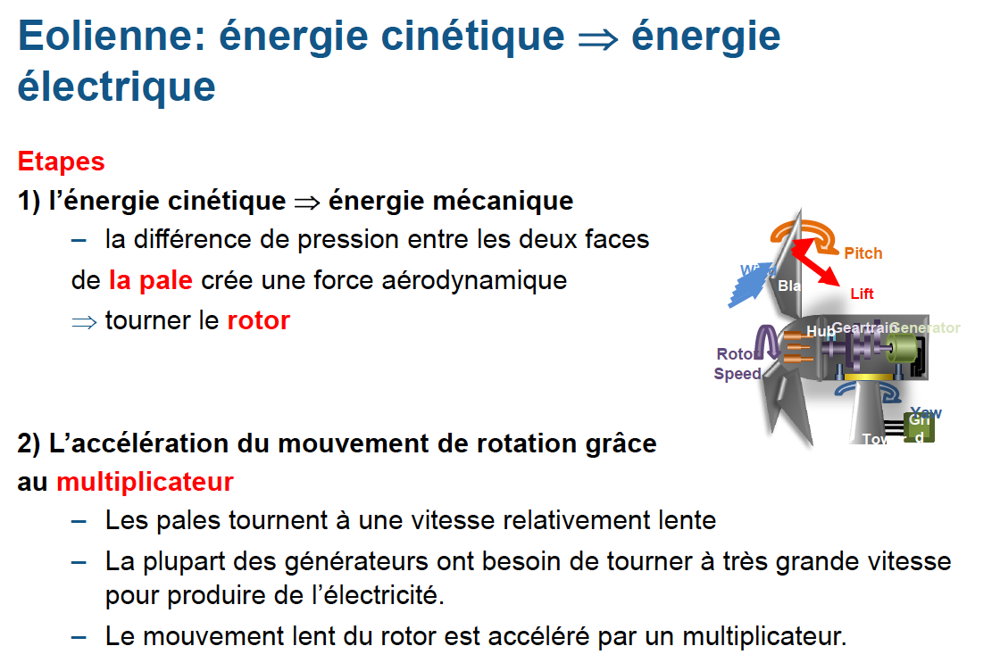 Eolienne: énergie cinétique ⇒ énergie
électrique
Etapes
1) l’énergie cinétique ⇒ énergie mécanique
– la différence de pression entre les deux faces
de la pale crée une force aérodynamique
⇒ tourner le rotor
Pitch
Wind
Bla
Lift
Hub
Geartrain
Generator
Rotor
Speed
Yaw
Gri
d
Tower
2) L’accélération du mouvement de rotation grâce
au multiplicateur
– Les pales tournent à une vitesse relativement lente
– La plupart des générateurs ont besoin de tourner à très grande vitesse
pour produire de l’électricité.
– Le mouvement lent du rotor est accéléré par un multiplicateur.